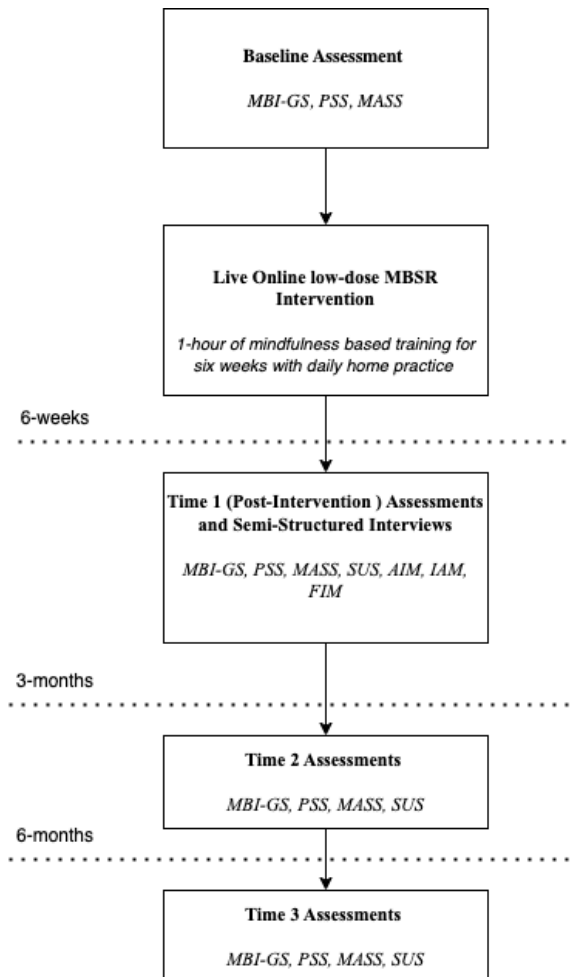 Baseline Assessment
MBI-GS, PSS, MASS
Live Online low-dose MBSR
Intervention
1-hour of mindfulness based training for
six weeks with daily home practice
6-weeks
Time 1 (Post-Intervention ) Assessments
and Semi-Structured Interviews
MBI-GS, PSS, MASS, SUS, AIM, IAM,
FIM
3-months
Time 2 Assessments
MBI-GS, PSS, MASS, SUS
6-months
Time 3 Assessments
MBI-GS, PSS, MASS, SUS